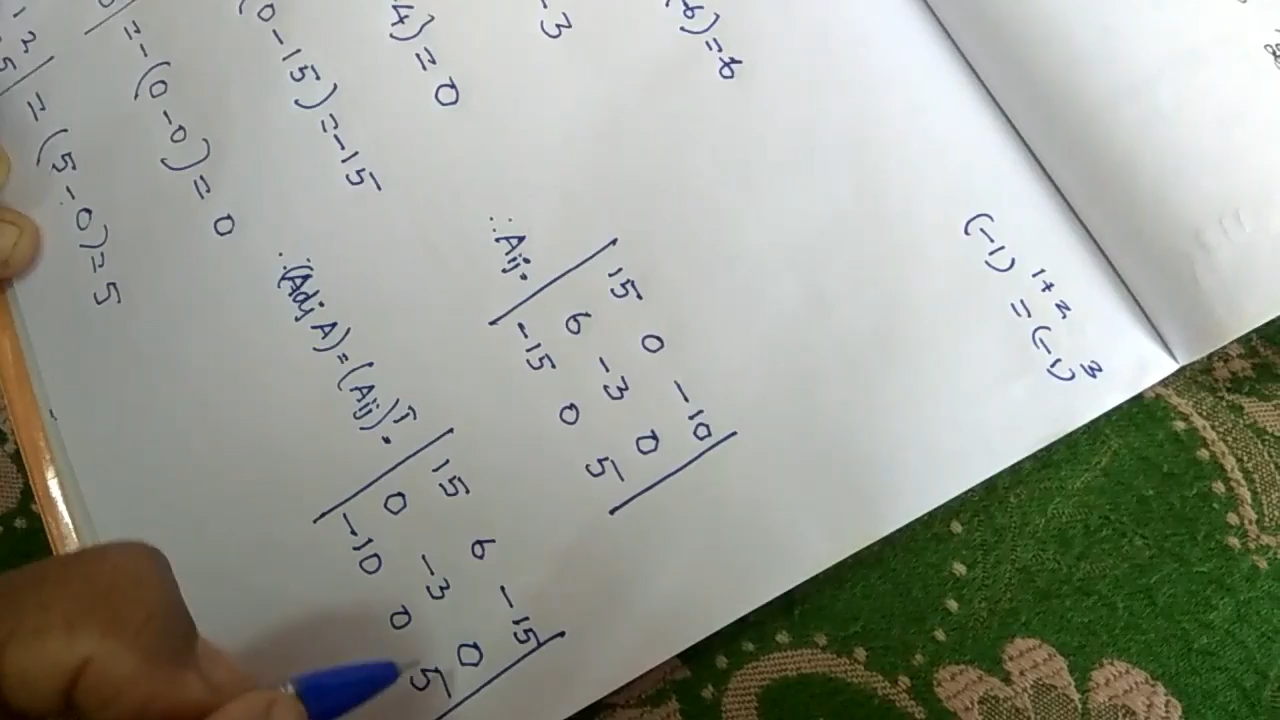 (-1)^{1+2} = (-1)^3
6) = 6
-3
4) = 0
0-15) = -15
= -(0-0) = 0
= (5-0) = 5
∴ Aij = | 15 0 -10 |
| 6 -3 0 |
| -15 0 5 |
∴ (Adj A) = (Aij)^T = | 15 6 -15 |
| 0 -3 0 |
| -10 0 5 |